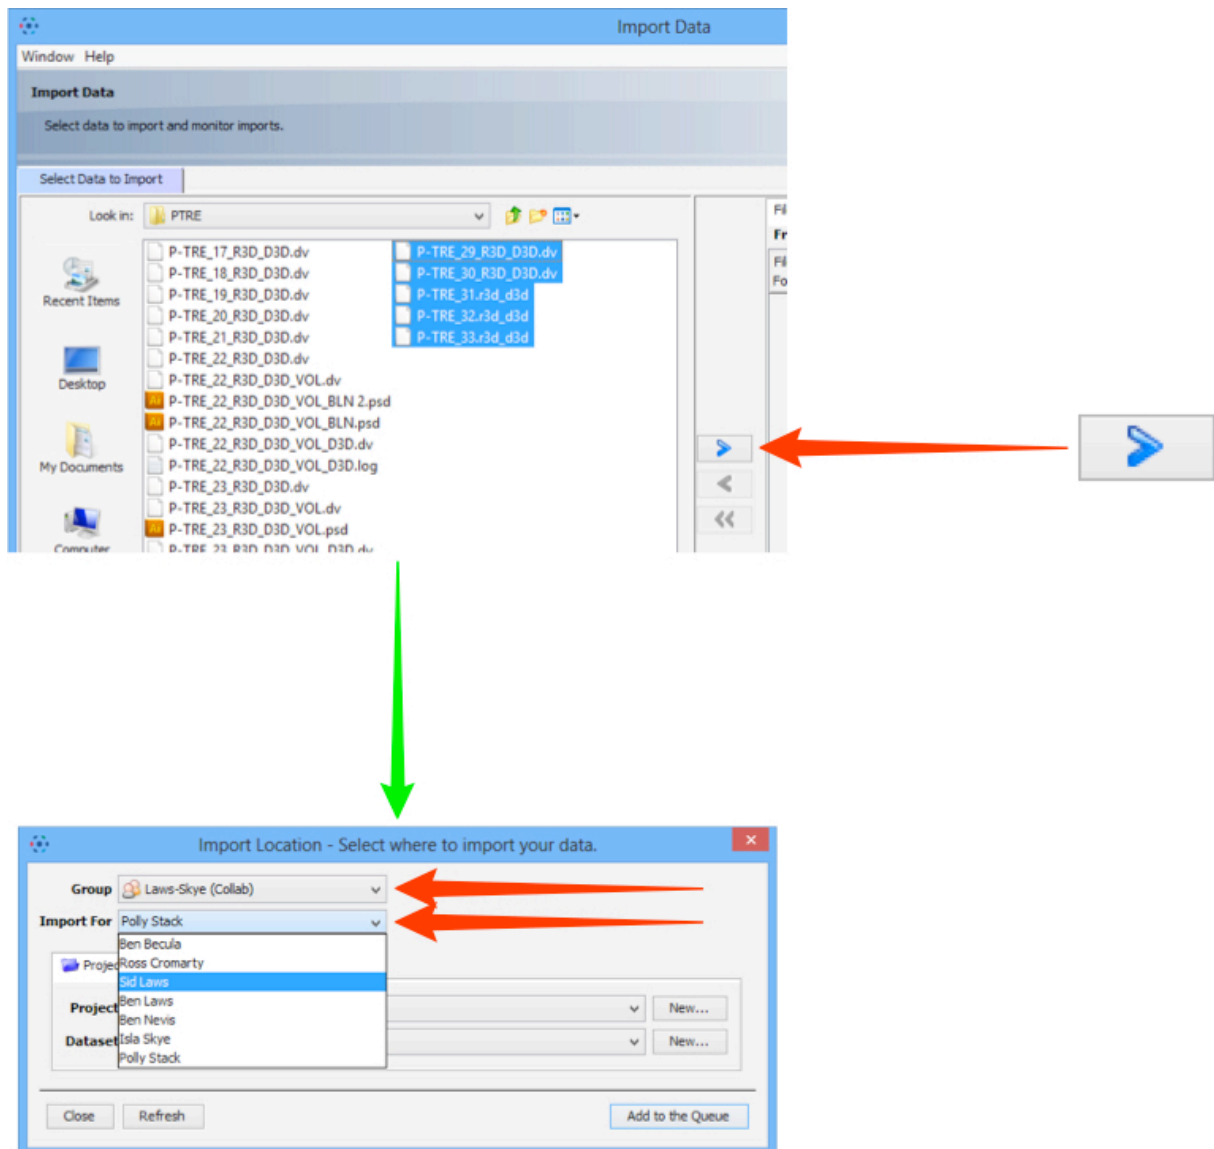 Import Data
Window Help
Import Data
Select data to import and monitor imports.
Select Data to Import
Look in: PTRE
Recent Items
Desktop
My Documents
Computer
P-TRE_17_R3D_D3D.dv
P-TRE_18_R3D_D3D.dv
P-TRE_19_R3D_D3D.dv
P-TRE_20_R3D_D3D.dv
P-TRE_21_R3D_D3D.dv
P-TRE_22_R3D_D3D.dv
P-TRE_22_R3D_D3D_VOL.dv
P-TRE_22_R3D_D3D_VOL_BLN 2.psd
P-TRE_22_R3D_D3D_VOL_BLN.psd
P-TRE_22_R3D_D3D_VOL_D3D.dv
P-TRE_22_R3D_D3D_VOL_D3D.log
P-TRE_23_R3D_D3D.dv
P-TRE_23_R3D_D3D_VOL.dv
P-TRE_23_R3D_D3D_VOL.psd
P-TRE_23_R3D_D3D_VOL_D3D.dv
P-TRE_29_R3D_D3D.dv
P-TRE_30_R3D_D3D.dv
P-TRE_31.r3d_d3d
P-TRE_32.r3d_d3d
P-TRE_33.r3d_d3d
Import Location - Select where to import your data.
Group Laws-Skye (Collab)
Import For Polly Stack
Ben Becula
Ross Cromarty
Sid Laws
Ben Laws
Ben Nevis
Isla Skye
Polly Stack
Projec
Project
New...
Dataset
New...
Close Refresh Add to the Queue